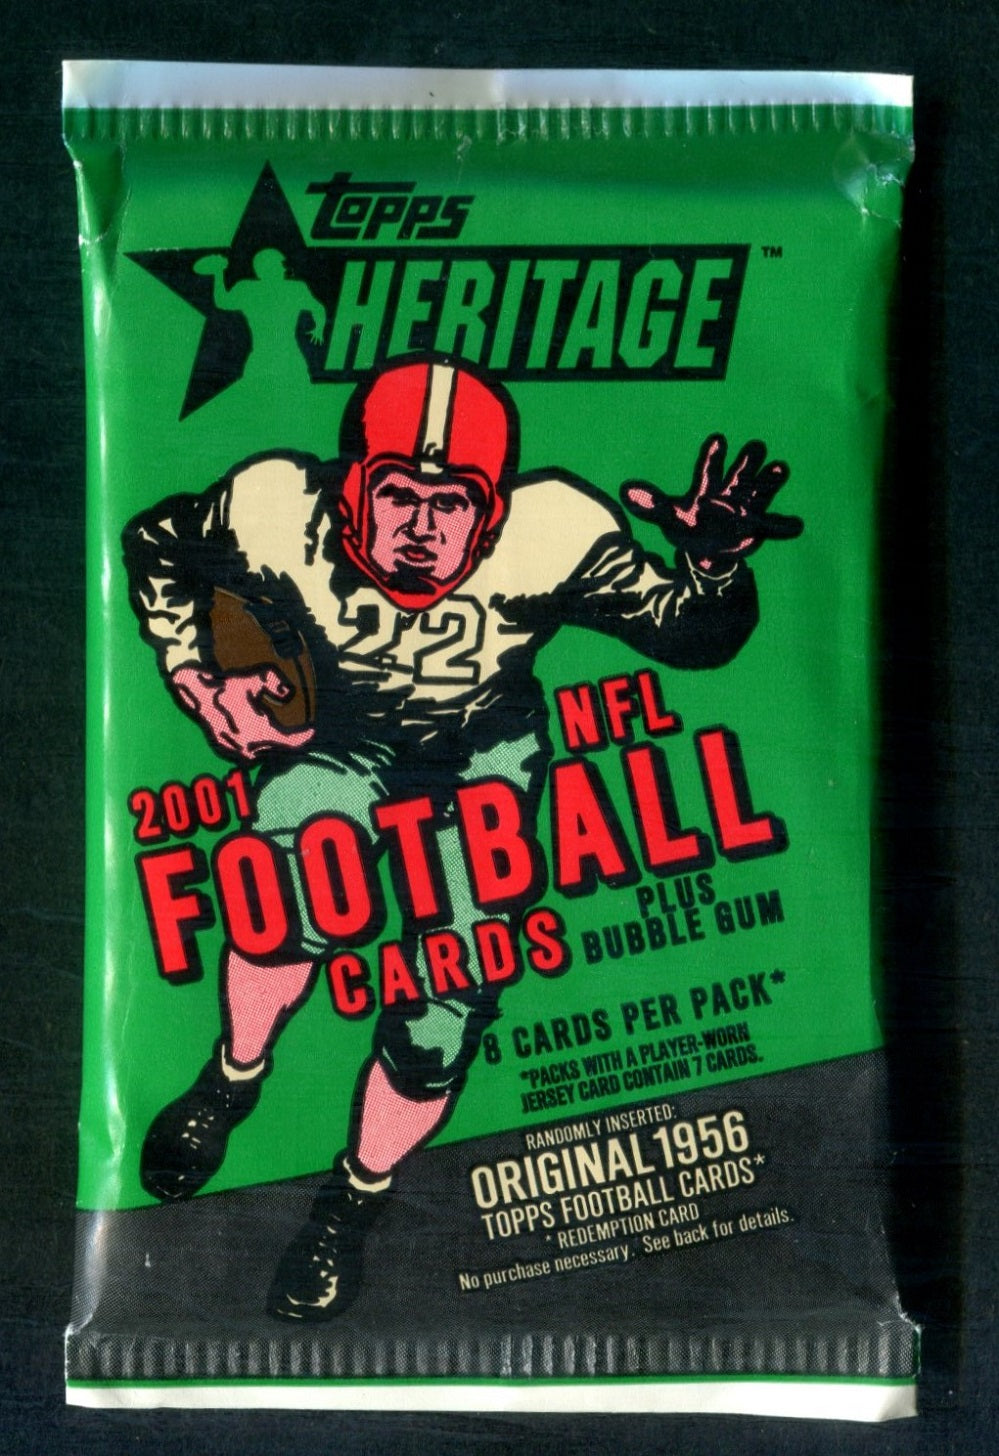 Topps
HERITAGE™
22
NFL
2001
FOOTBALL
CARDS
PLUS
BUBBLE GUM
8 CARDS PER PACK*
*PACKS WITH A PLAYER-WORN
JERSEY CARD CONTAIN 7 CARDS.
RANDOMLY INSERTED:
ORIGINAL 1956
TOPPS FOOTBALL CARDS*
* REDEMPTION CARD
No purchase necessary. See back for details.